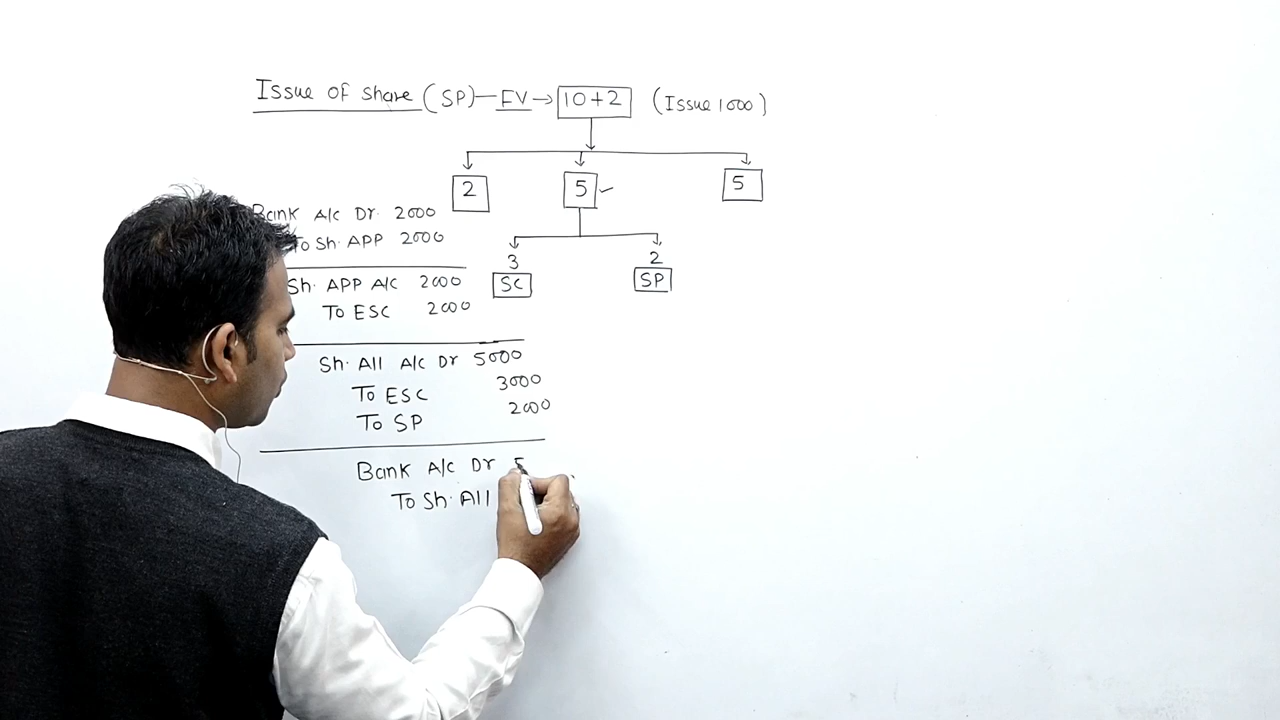 Issue of share (SP) — FV → 10+2 (Issue 1000)
2 5 ✓ 5
3 2
SC SP
Bank A/c Dr. 2000
To Sh. APP 2000
Sh. APP A/c 2000
To ESC 2000
Sh. All A/c Dr 5000
To ESC 3000
To SP 2000
Bank A/c Dr 5
To Sh. All